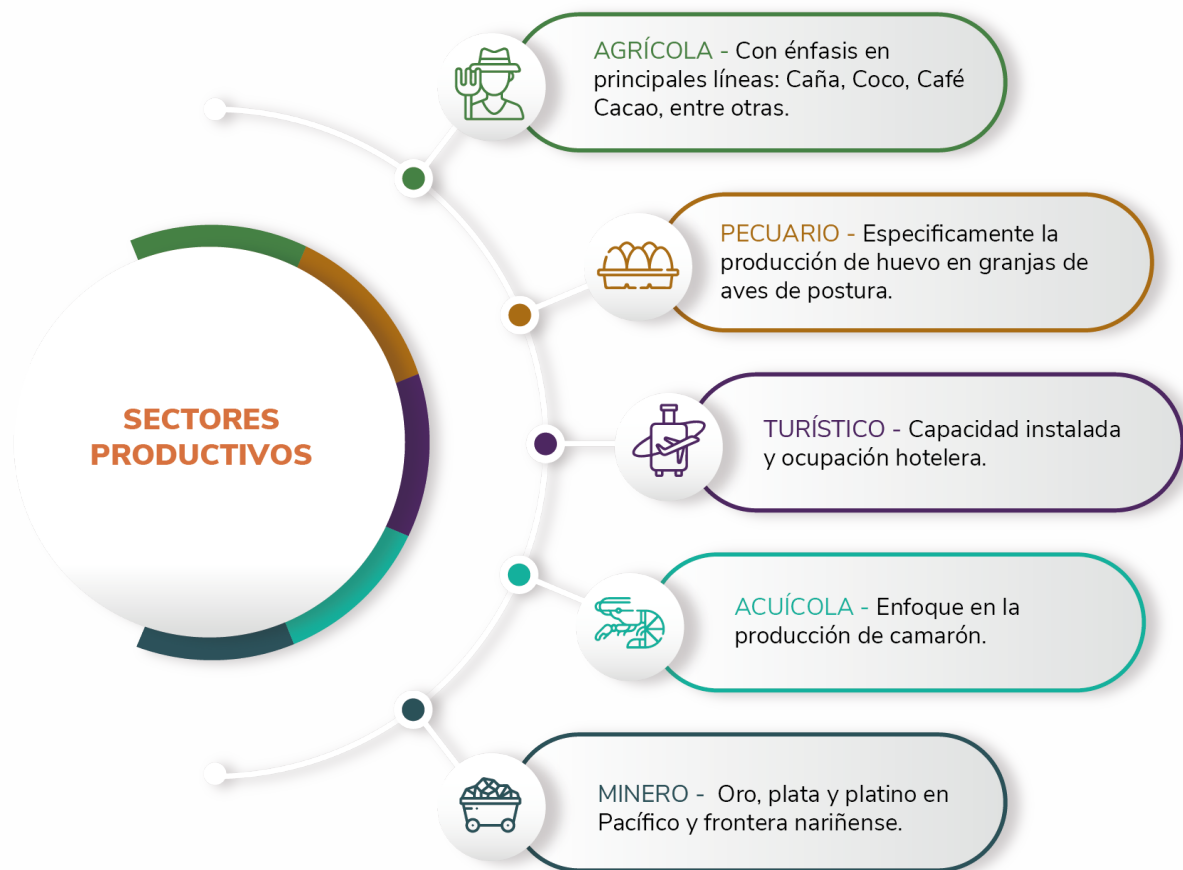 AGRÍCOLA - Con énfasis en
principales líneas: Caña, Coco, Café
Cacao, entre otras.
PECUARIO - Especificamente la
producción de huevo en granjas de
aves de postura.
SECTORES
PRODUCTIVOS
TURÍSTICO - Capacidad instalada
y ocupación hotelera.
ACUÍCOLA - Enfoque en la
producción de camarón.
MINERO - Oro, plata y platino en
Pacífico y frontera nariñense.